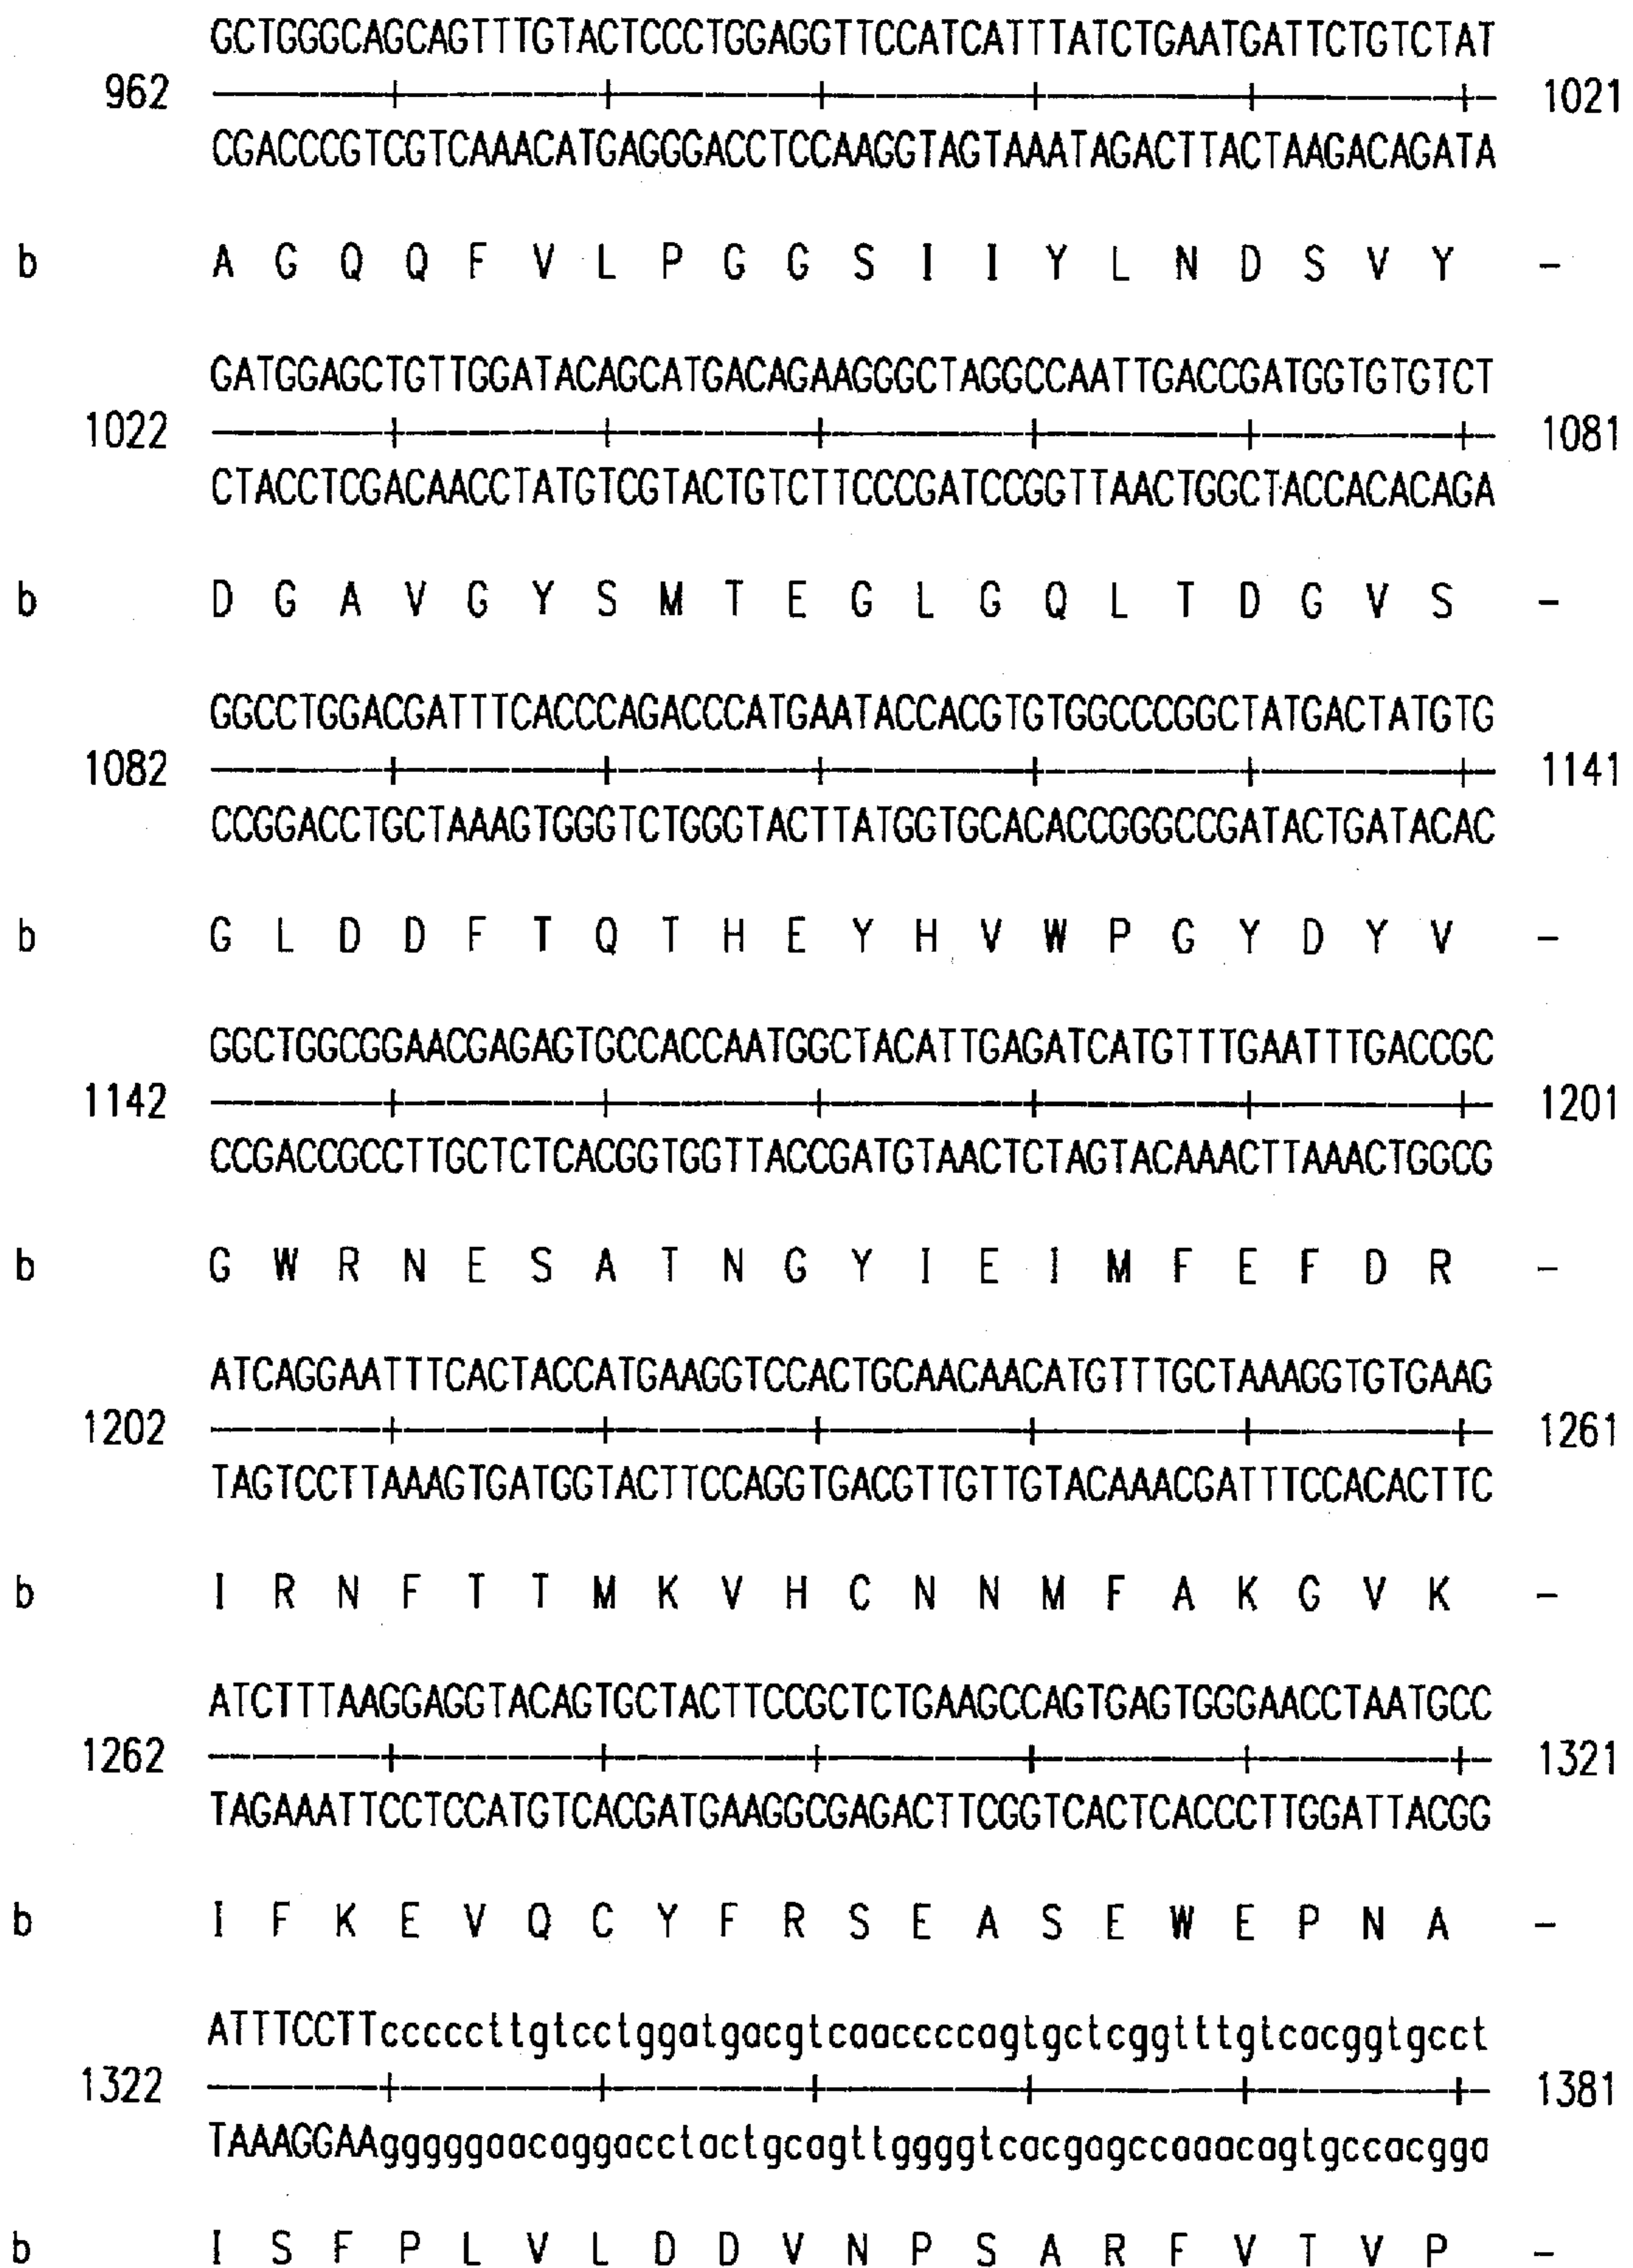 GCTGGGCAGCAGTTTGTACTCCCTGGAGGTTCCATCATTTATCTGAATGATTCTGTCTAT
962 --------+---------+---------+---------+---------+---------+- 1021
CGACCCGTCGTCAAACATGAGGGACCTCCAAGGTAGTAAATAGACTTACTAAGACAGATA
b A G Q Q F V L P G G S I I Y L N D S V Y -
GATGGAGCTGTTGGATACAGCATGACAGAAGGGCTAGGCCAATTGACCGATGGTGTGTCT
1022 --------+---------+---------+---------+---------+---------+- 1081
CTACCTCGACAACCTATGTCGTACTGTCTTCCCGATCCGGTTAACTGGCTACCACACAGA
b D G A V G Y S M T E G L G Q L T D G V S -
GGCCTGGACGATTTCACCCAGACCCATGAATACCACGTGTGGCCCGGCTATGACTATGTG
1082 --------+---------+---------+---------+---------+---------+- 1141
CCGGACCTGCTAAAGTGGGTCTGGGTACTTATGGTGCACACCGGGCCGATACTGATACAC
b G L D D F T Q T H E Y H V W P G Y D Y V -
GGCTGGCGGAACGAGAGTGCCACCAATGGCTACATTGAGATCATGTTTGAATTTGACCGC
1142 --------+---------+---------+---------+---------+---------+- 1201
CCGACCGCCTTGCTCTCACGGTGGTTACCGATGTAACTCTAGTACAAACTTAAACTGGCG
b G W R N E S A T N G Y I E I M F E F D R -
ATCAGGAATTTCACTACCATGAAGGTCCACTGCAACAACATGTTTGCTAAAGGTGTGAAG
1202 --------+---------+---------+---------+---------+---------+- 1261
TAGTCCTTAAAGTGATGGTACTTCCAGGTGACGTTGTTGTACAAACGATTTCCACACTTC
b I R N F T T M K V H C N N M F A K G V K -
ATCTTTAAGGAGGTACAGTGCTACTTCCGCTCTGAAGCCAGTGAGTGGGAACCTAATGCC
1262 --------+---------+---------+---------+---------+---------+- 1321
TAGAAATTCCTCCATGTCACGATGAAGGCGAGACTTCGGTCACTCACCCTTGGATTACGG
b I F K E V Q C Y F R S E A S E W E P N A -
ATTTCCTTcccccttgtcctggatgacgtcaaccccagtgctcggtttgtcacggtgcct
1322 --------+---------+---------+---------+---------+---------+- 1381
TAAAGGAAgggggaacaggacctactgcagttggggtcacgagccaaacagtgccacgga
b I S F P L V L D D V N P S A R F V T V P -